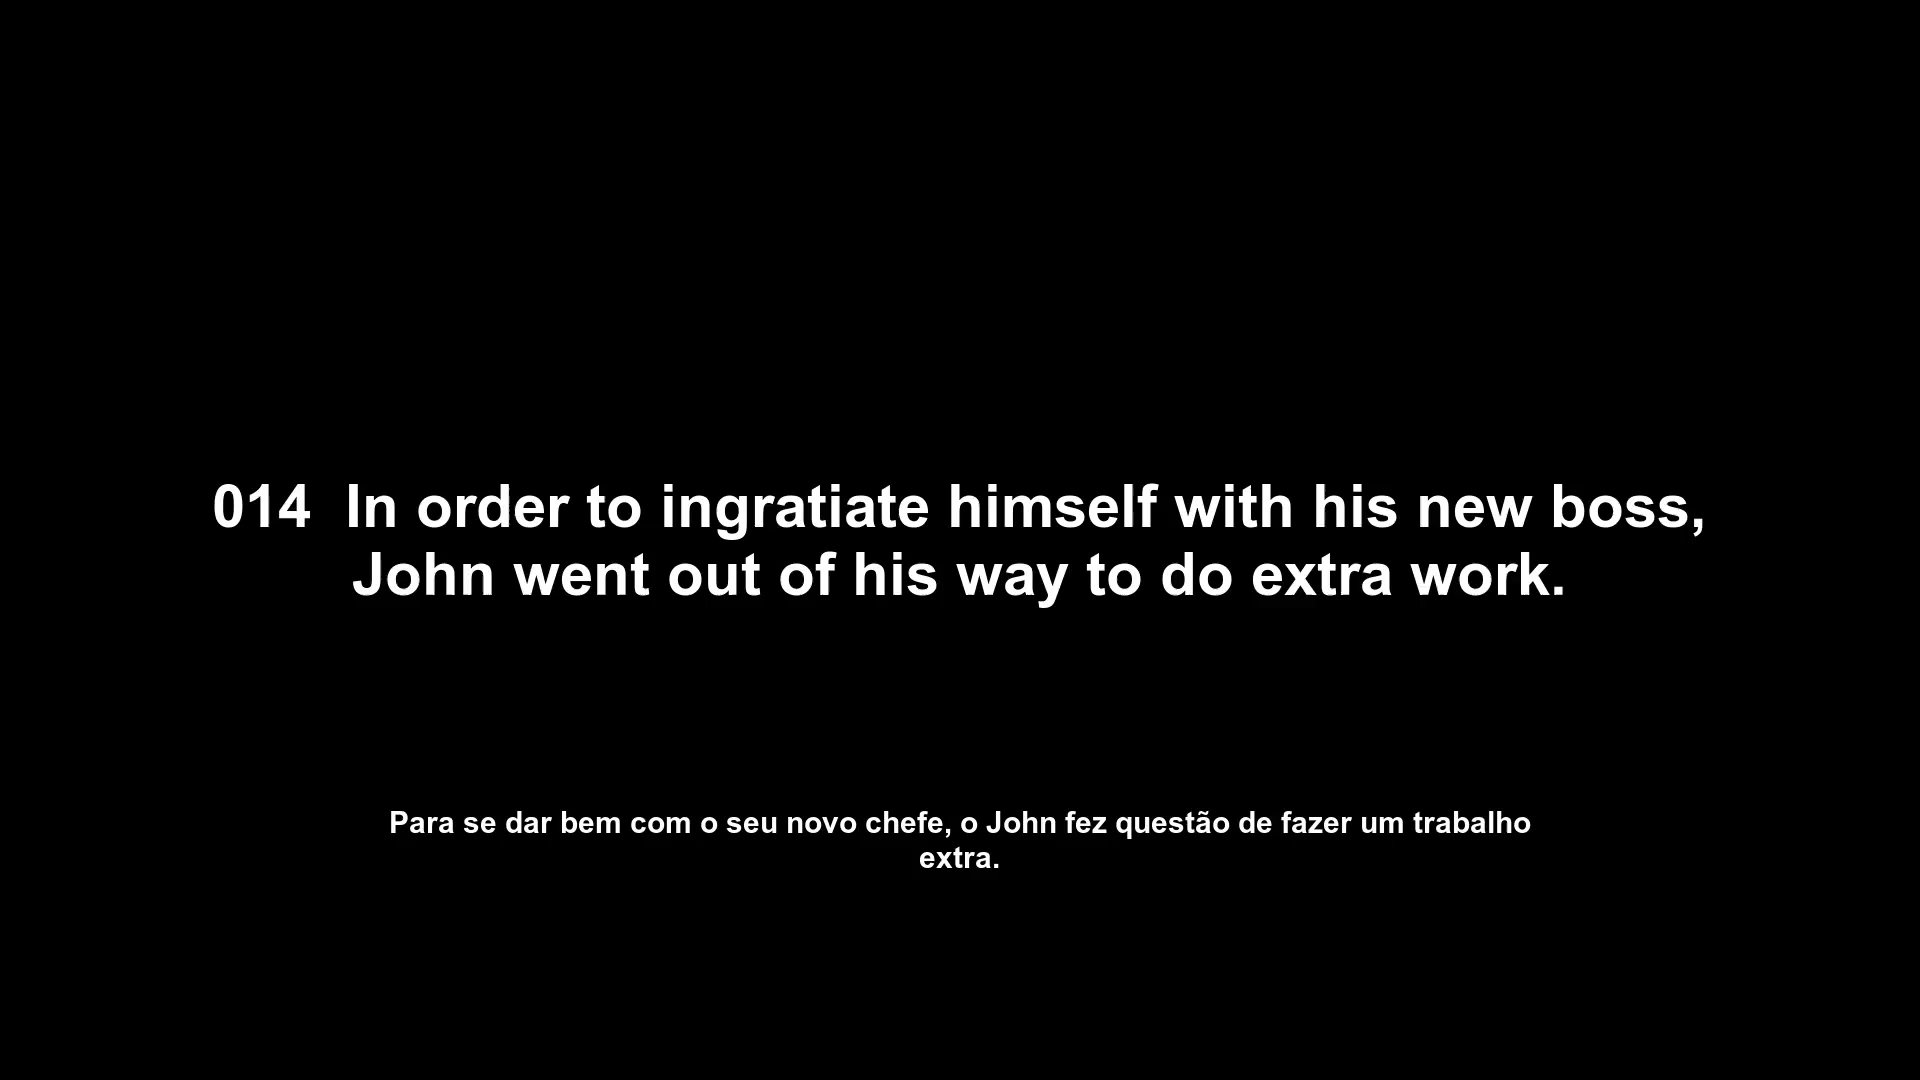 014  In order to ingratiate himself with his new boss,
John went out of his way to do extra work.
Para se dar bem com o seu novo chefe, o John fez questão de fazer um trabalho
extra.